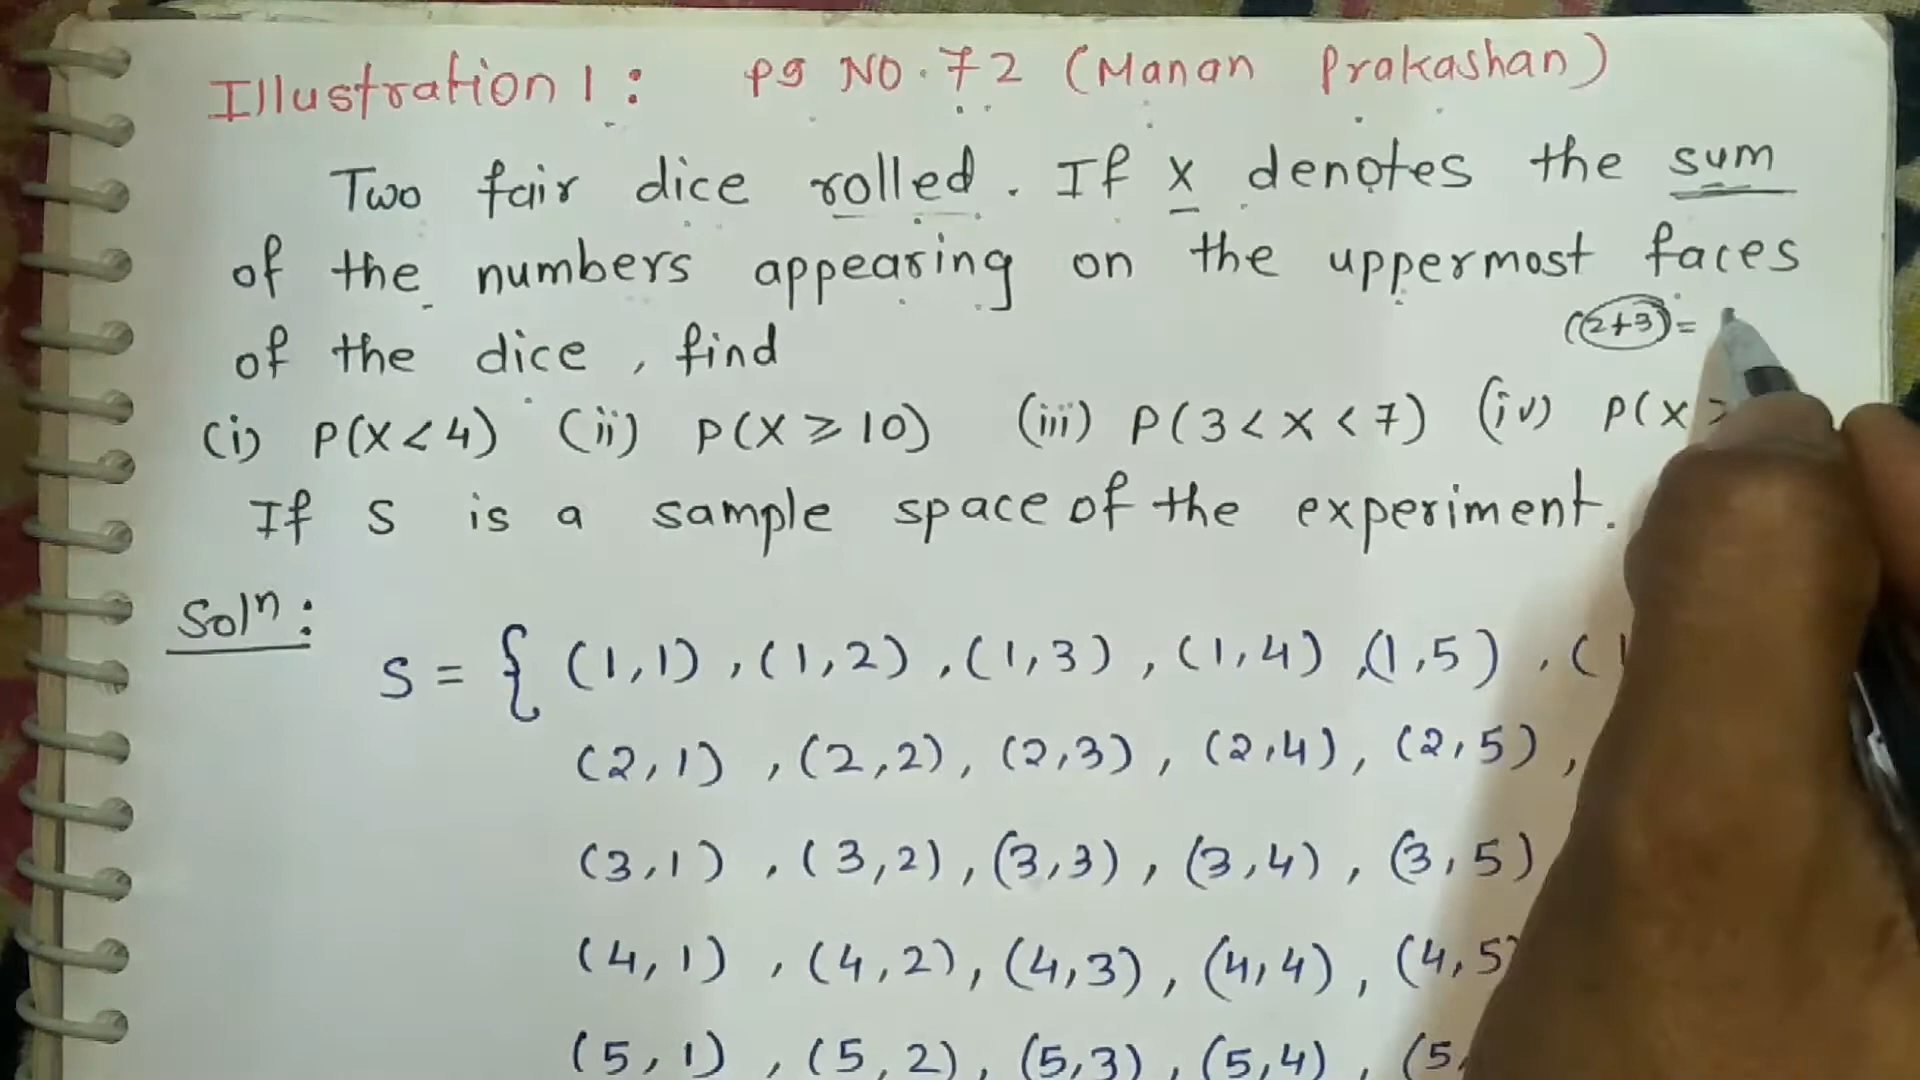 Illustration 1 : Pg NO. 72 (Manan Prakashan)
Two fair dice rolled. If X denotes the sum
of the numbers appearing on the uppermost faces
(2+3) =
of the dice, find
(i) P(X < 4) (ii) P(X ⩾ 10) (iii) P(3 < X < 7) (iv) P(X >
If S is a sample space of the experiment.
Solⁿ :
S = { (1,1) , (1,2) , (1,3) , (1,4) , (1,5) , (1
(2,1) , (2,2) , (2,3) , (2,4) , (2,5) ,
(3,1) , (3,2) , (3,3) , (3,4) , (3,5)
(4,1) , (4,2) , (4,3) , (4,4) , (4,5)
(5,1) , (5,2) , (5,3) , (5,4) , (5,